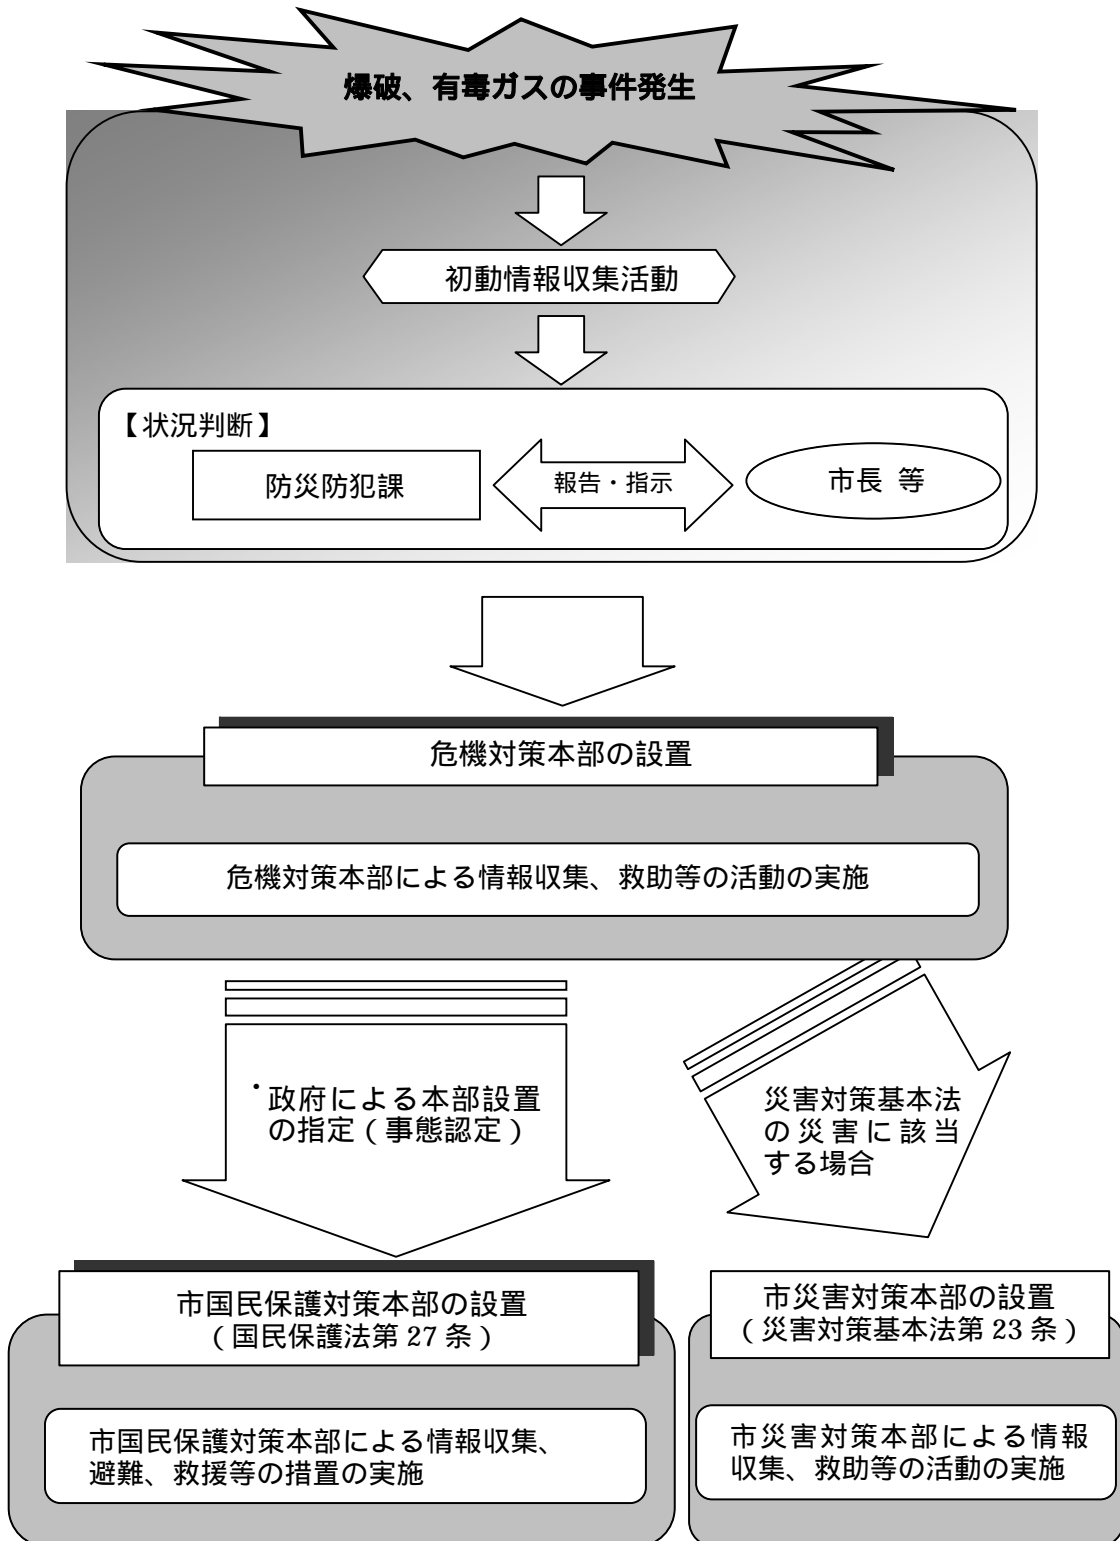 爆破、有毒ガスの事件発生
初動情報収集活動
【状況判断】
防災防犯課
報告・指示
市長 等
危機対策本部の設置
危機対策本部による情報収集、救助等の活動の実施
・政府による本部設置
の指定（事態認定）
災害対策基本法
の災害に該当
する場合
市国民保護対策本部の設置
（国民保護法第 27 条）
市国民保護対策本部による情報収集、
避難、救援等の措置の実施
市災害対策本部の設置
（災害対策基本法第 23 条）
市災害対策本部による情報
収集、救助等の活動の実施